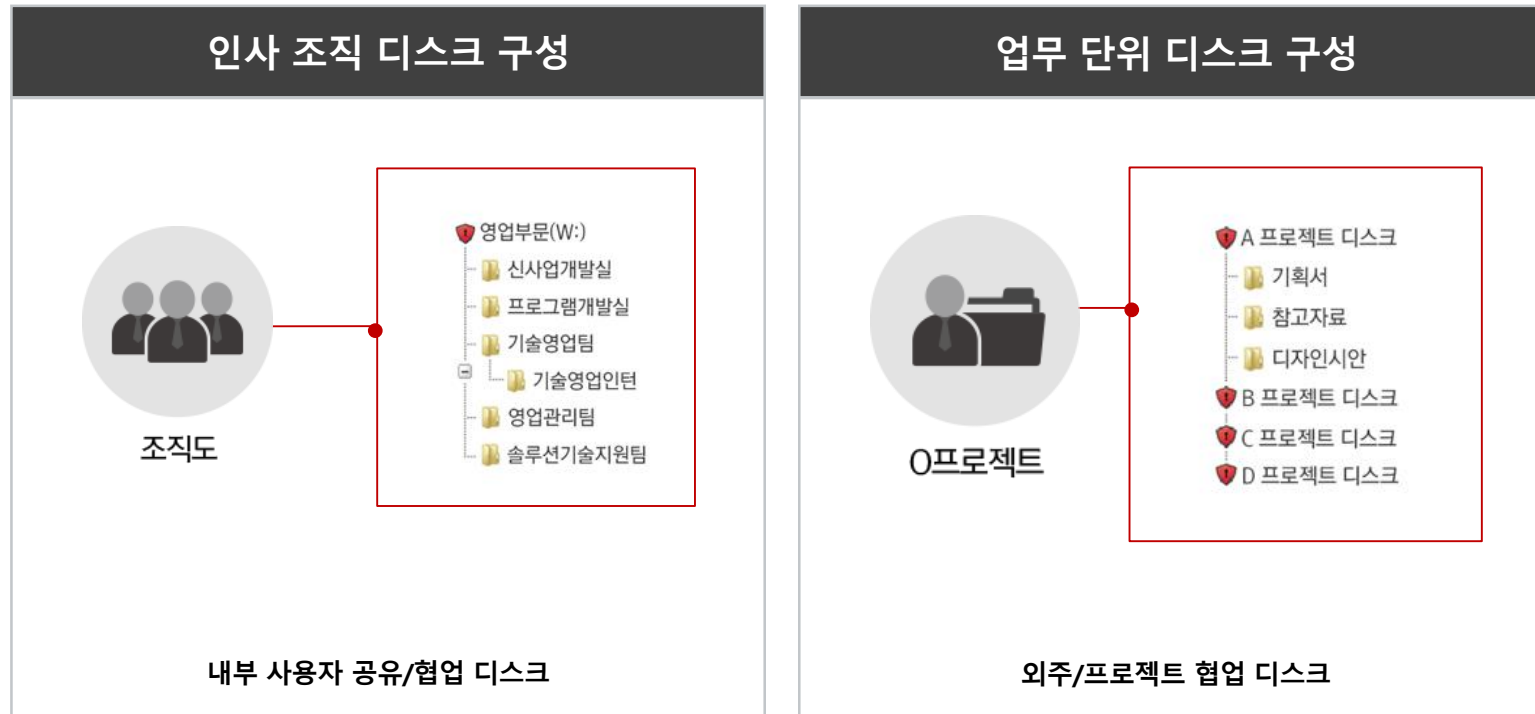 인사 조직 디스크 구성
조직도
영업부문(W:)
신사업개발실
프로그램개발실
기술영업팀
기술영업인턴
영업관리팀
솔루션기술지원팀
내부 사용자 공유/협업 디스크
업무 단위 디스크 구성
O프로젝트
A 프로젝트 디스크
기획서
참고자료
디자인시안
B 프로젝트 디스크
C 프로젝트 디스크
D 프로젝트 디스크
외주/프로젝트 협업 디스크